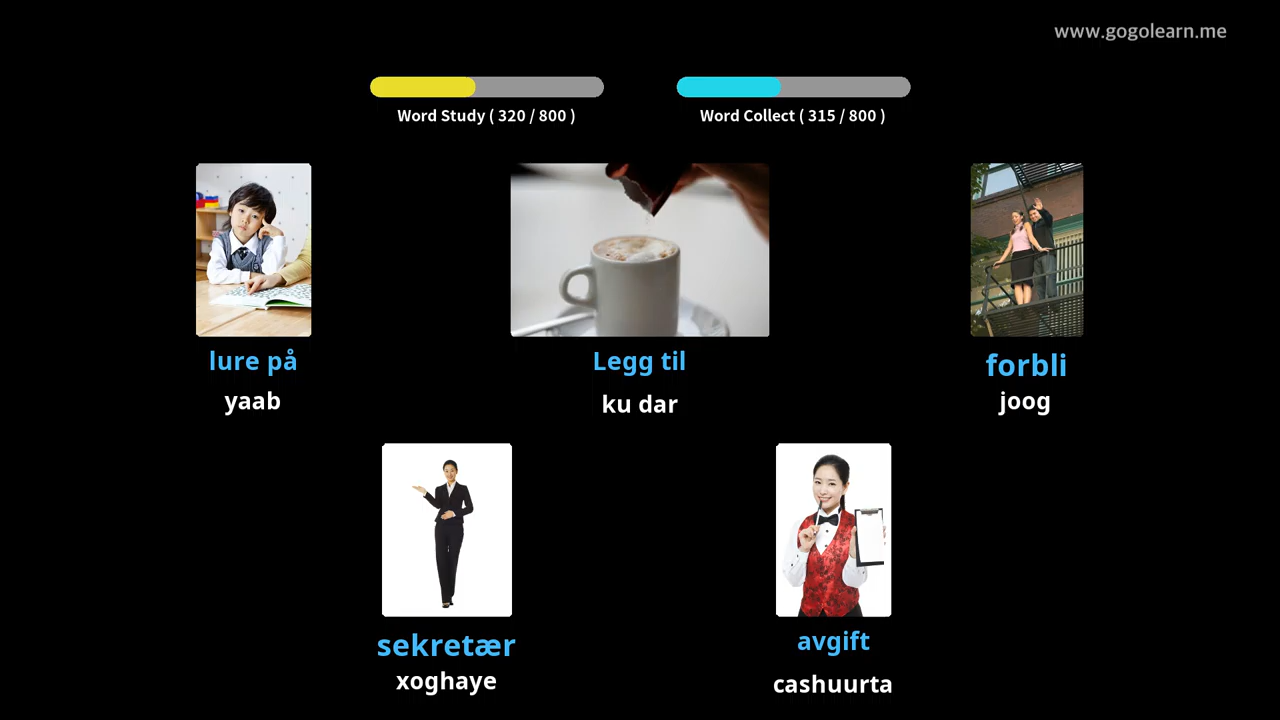 www.gogolearn.me
Word Study ( 320 / 800 )
Word Collect ( 315 / 800 )
lure på
yaab
Legg til
ku dar
forbli
joog
sekretær
xoghaye
avgift
cashuurta